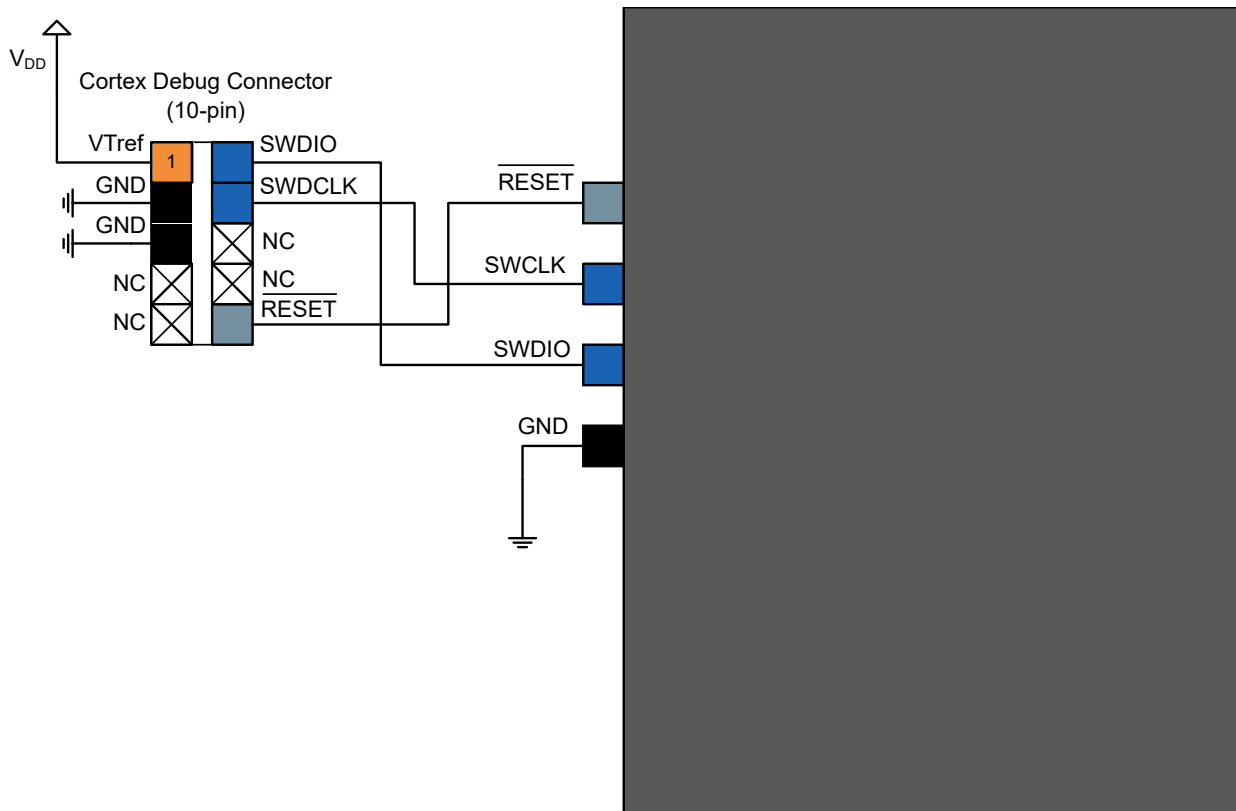 VDD
Cortex Debug Connector
(10-pin)
VTref
1
SWDIO
GND
SWDCLK
GND
NC
NC
NC
NC
RESET
RESET
SWCLK
SWDIO
GND